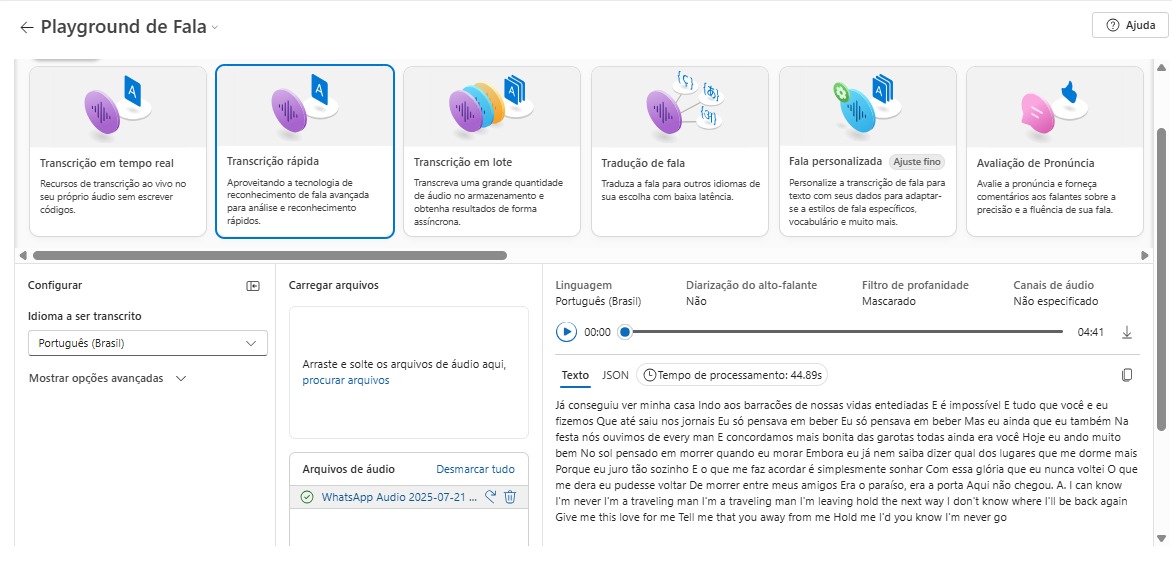 Playground de Fala
Ajuda
A
Transcrição em tempo real
Recursos de transcrição ao vivo no
seu próprio áudio sem escrever
códigos.
A
Transcrição rápida
Aproveitando a tecnologia de
reconhecimento de fala avançada
para análise e reconhecimento
rápidos.
A
Transcrição em lote
Transcreva uma grande quantidade
de áudio no armazenamento e
obtenha resultados de forma
assíncrona.
Tradução de fala
Traduza a fala para outros idiomas de
sua escolha com baixa latência.
A
Fala personalizada Ajuste fino
Personalize a transcrição de fala para
texto com seus dados para adaptar-
se a estilos de fala específicos,
vocabulário e muito mais.
Avaliação de Pronúncia
Avalie a pronúncia e forneça
comentários aos falantes sobre a
precisão e a fluência de sua fala.
Configurar
Idioma a ser transcrito
Português (Brasil)
Mostrar opções avançadas
Carregar arquivos
Arraste e solte os arquivos de áudio aqui,
procurar arquivos
Arquivos de áudio Desmarcar tudo
WhatsApp Audio 2025-07-21 ...
Linguagem
Português (Brasil)
Diarização do alto-falante
Não
Filtro de profanidade
Mascarado
Canais de áudio
Não especificado
00:00 04:41
Texto JSON Tempo de processamento: 44.89s
Já conseguiu ver minha casa Indo aos barracões de nossas vidas entediadas E é impossível E tudo que você e eu
fizemos Que até saiu nos jornais Eu só pensava em beber Eu só pensava em beber Mas eu ainda que eu também Na
festa nós ouvimos de every man E concordamos mais bonita das garotas todas ainda era você Hoje eu ando muito
bem No sol pensado em morrer quando eu morar Embora eu já nem saiba dizer qual dos lugares que me dorme mais
Porque eu juro tão sozinho E o que me faz acordar é simplesmente sonhar Com essa glória que eu nunca voltei O que
me dera eu pudesse voltar De morrer entre meus amigos Era o paraíso, era a porta Aqui não chegou. A. I can know
I'm never I'm a traveling man I'm a traveling man I'm leaving hold the next way I don't know where I'll be back again
Give me this love for me Tell me that you away from me Hold me I'd you know I'm never go